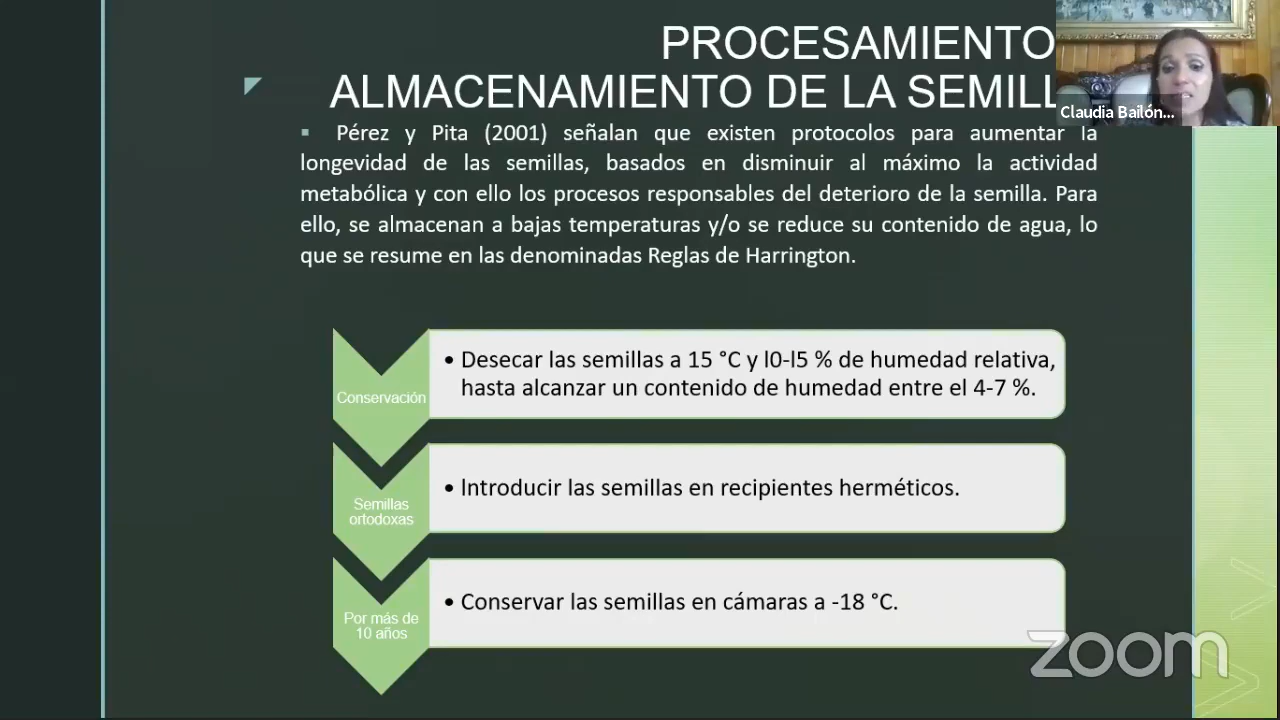 PROCESAMIENTO
ALMACENAMIENTO DE LA SEMILL
Claudia Bailón...
▪ Pérez y Pita (2001) señalan que existen protocolos para aumentar la
longevidad de las semillas, basados en disminuir al máximo la actividad
metabólica y con ello los procesos responsables del deterioro de la semilla. Para
ello, se almacenan a bajas temperaturas y/o se reduce su contenido de agua, lo
que se resume en las denominadas Reglas de Harrington.
Conservación
• Desecar las semillas a 15 °C y l0-l5 % de humedad relativa,
hasta alcanzar un contenido de humedad entre el 4-7 %.
Semillas
ortodoxas
• Introducir las semillas en recipientes herméticos.
Por más de
10 años
• Conservar las semillas en cámaras a -18 °C.
zoom